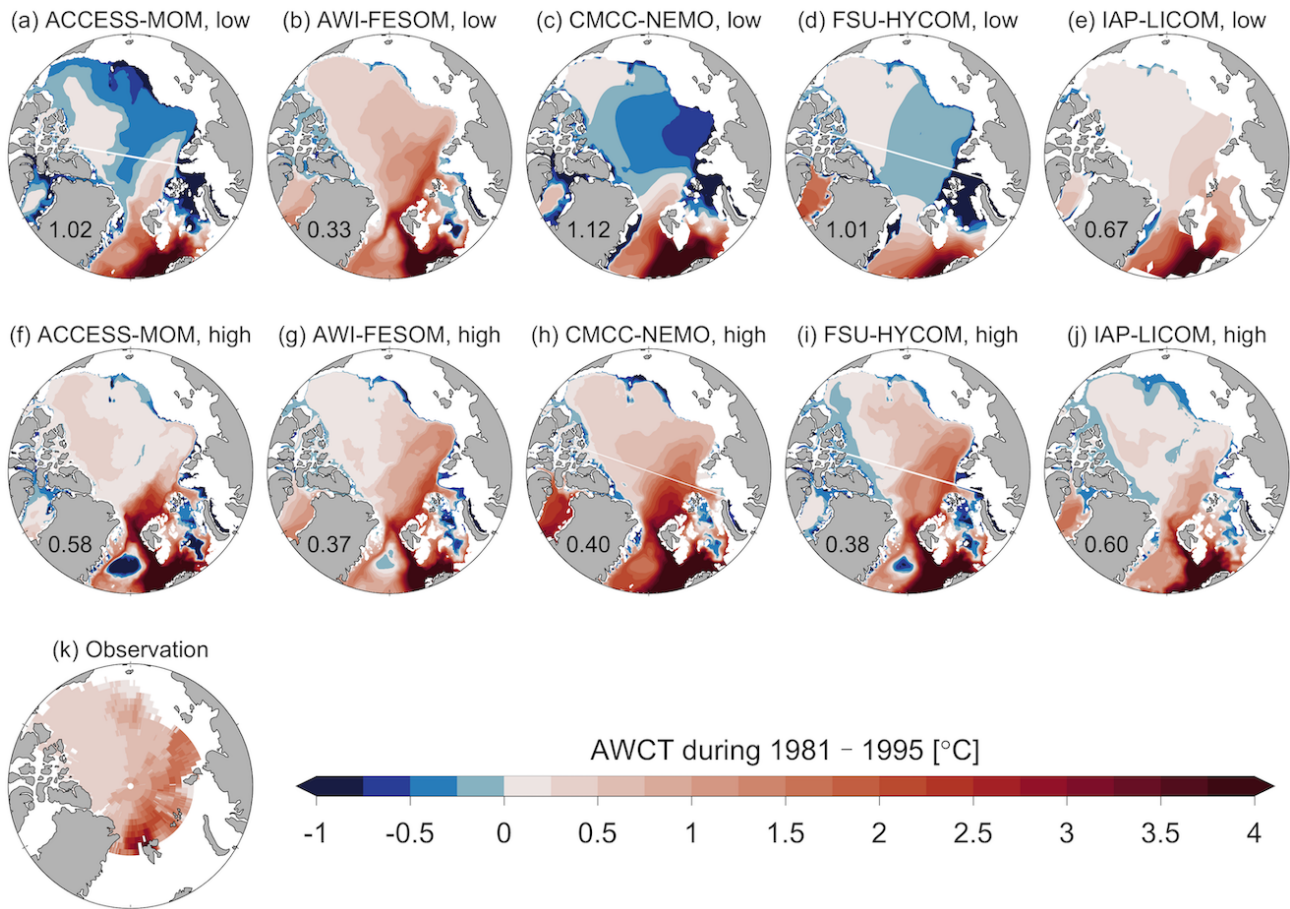 (a) ACCESS-MOM, low
(b) AWI-FESOM, low
(c) CMCC-NEMO, low
(d) FSU-HYCOM, low
(e) IAP-LICOM, low
1.02
0.33
1.12
1.01
0.67
(f) ACCESS-MOM, high
(g) AWI-FESOM, high
(h) CMCC-NEMO, high
(i) FSU-HYCOM, high
(j) IAP-LICOM, high
0.58
0.37
0.40
0.38
0.60
(k) Observation
AWCT during 1981 – 1995 [°C]
-1 -0.5 0 0.5 1 1.5 2 2.5 3 3.5 4